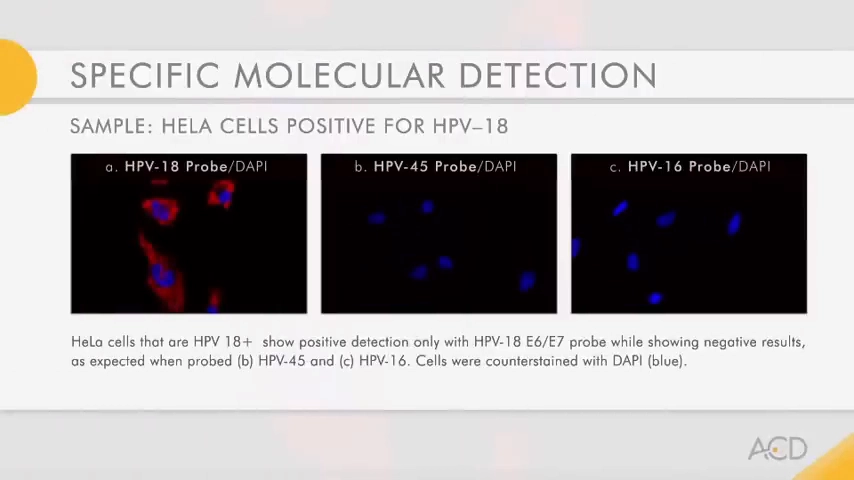 SPECIFIC MOLECULAR DETECTION
SAMPLE: HELA CELLS POSITIVE FOR HPV–18
a. HPV-18 Probe/DAPI
b. HPV-45 Probe/DAPI
c. HPV-16 Probe/DAPI
HeLa cells that are HPV 18+ show positive detection only with HPV-18 E6/E7 probe while showing negative results,
as expected when probed (b) HPV-45 and (c) HPV-16. Cells were counterstained with DAPI (blue).
ACD